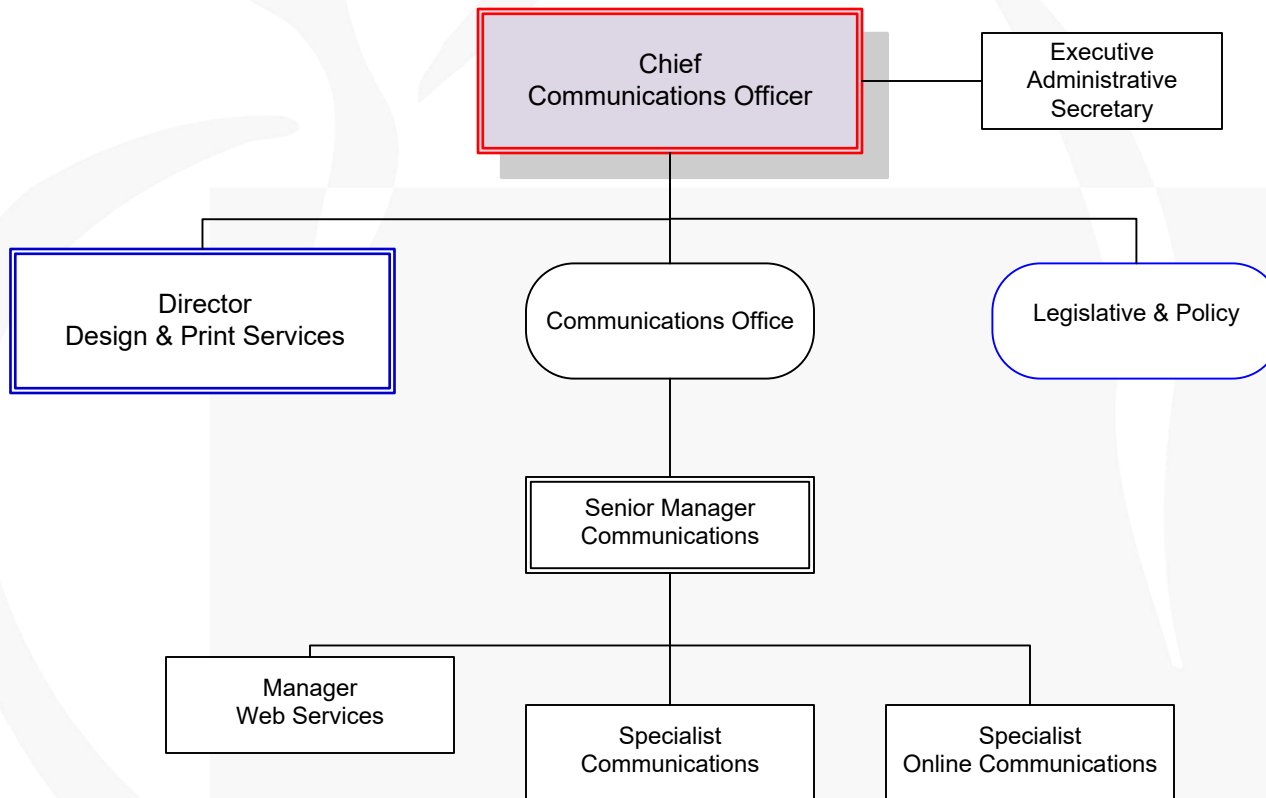 Chief
Communications Officer
Executive
Administrative
Secretary
Director
Design & Print Services
Communications Office
Legislative & Policy
Senior Manager
Communications
Manager
Web Services
Specialist
Communications
Specialist
Online Communications